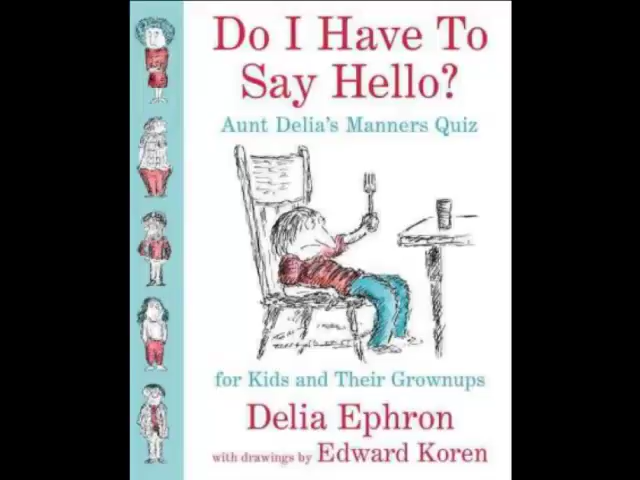 Do I Have To
Say Hello?
Aunt Delia's Manners Quiz
for Kids and Their Grownups
Delia Ephron
with drawings by Edward Koren